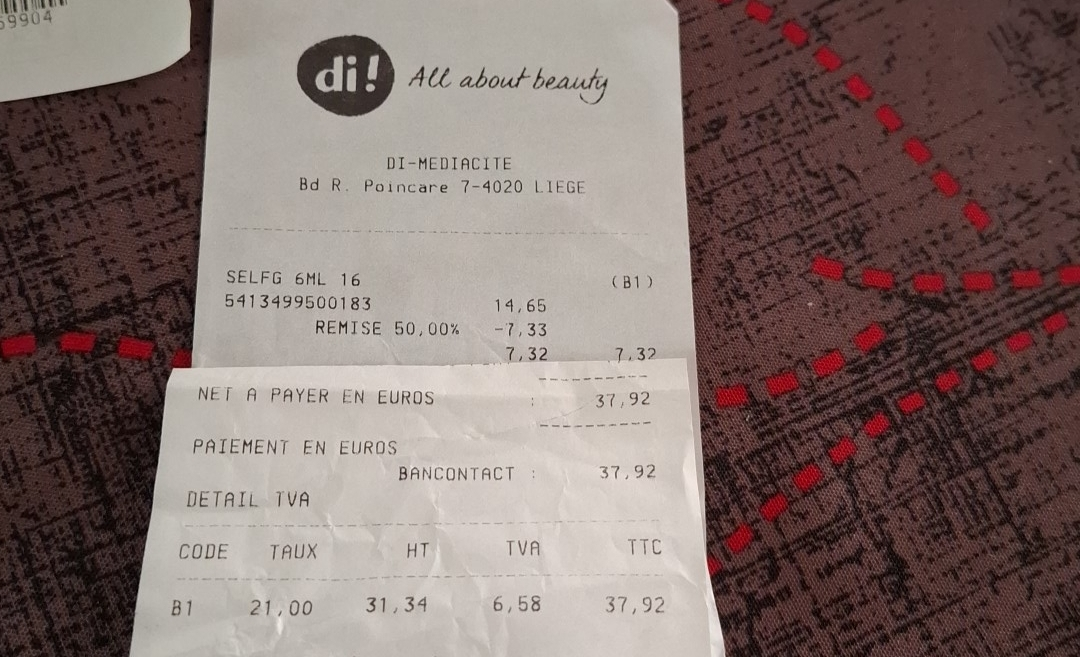 59904
di! All about beauty
DI-MEDIACITE
Bd R. Poincare 7-4020 LIEGE
SELFG 6ML 16 (B1)
5413499500183 14,65
REMISE 50,00% -7,33
7,32 7,32
NET A PAYER EN EUROS : 37,92
PAIEMENT EN EUROS
BANCONTACT : 37,92
DETAIL TVA
CODE TAUX HT TVA TTC
B1 21,00 31,34 6,58 37,92